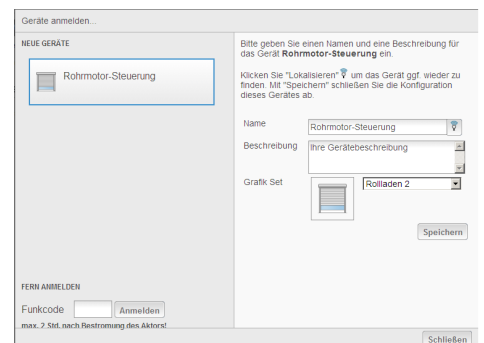 Geräte anmelden...
NEUE GERÄTE
Rohrmotor-Steuerung
FERN ANMELDEN
Funkcode
Anmelden
max. 2 Std. nach Bestromung des Aktors!
Bitte geben Sie einen Namen und eine Beschreibung für
das Gerät Rohrmotor-Steuerung ein.
Klicken Sie "Lokalisieren" um das Gerät ggf. wieder zu
finden. Mit "Speichern" schließen Sie die Konfiguration
dieses Gerätes ab.
Name Rohrmotor-Steuerung
Beschreibung Ihre Gerätebeschreibung
Grafik Set Rollladen 2
Speichern
Schließen